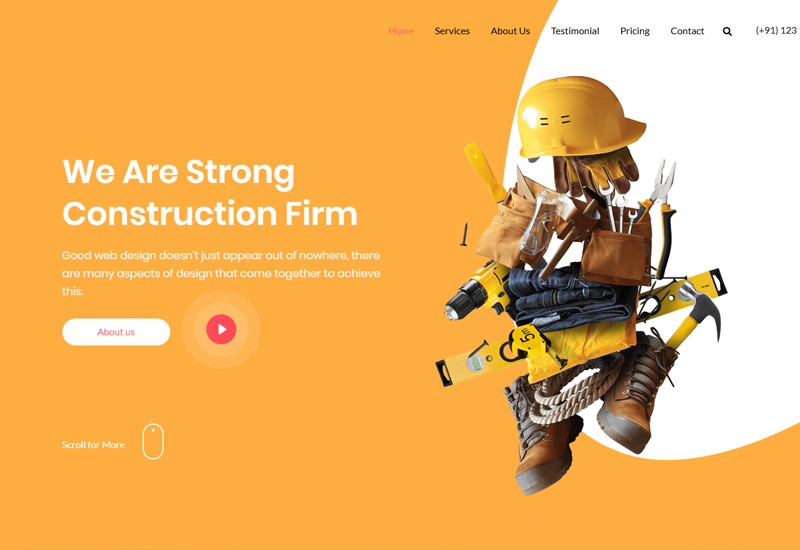 Home Services About Us Testimonial Pricing Contact (+91) 123
We Are Strong
Construction Firm
Good web design doesn't just appear out of nowhere, there
are many aspects of design that come together to achieve
this.
About us
Scroll for More
5m